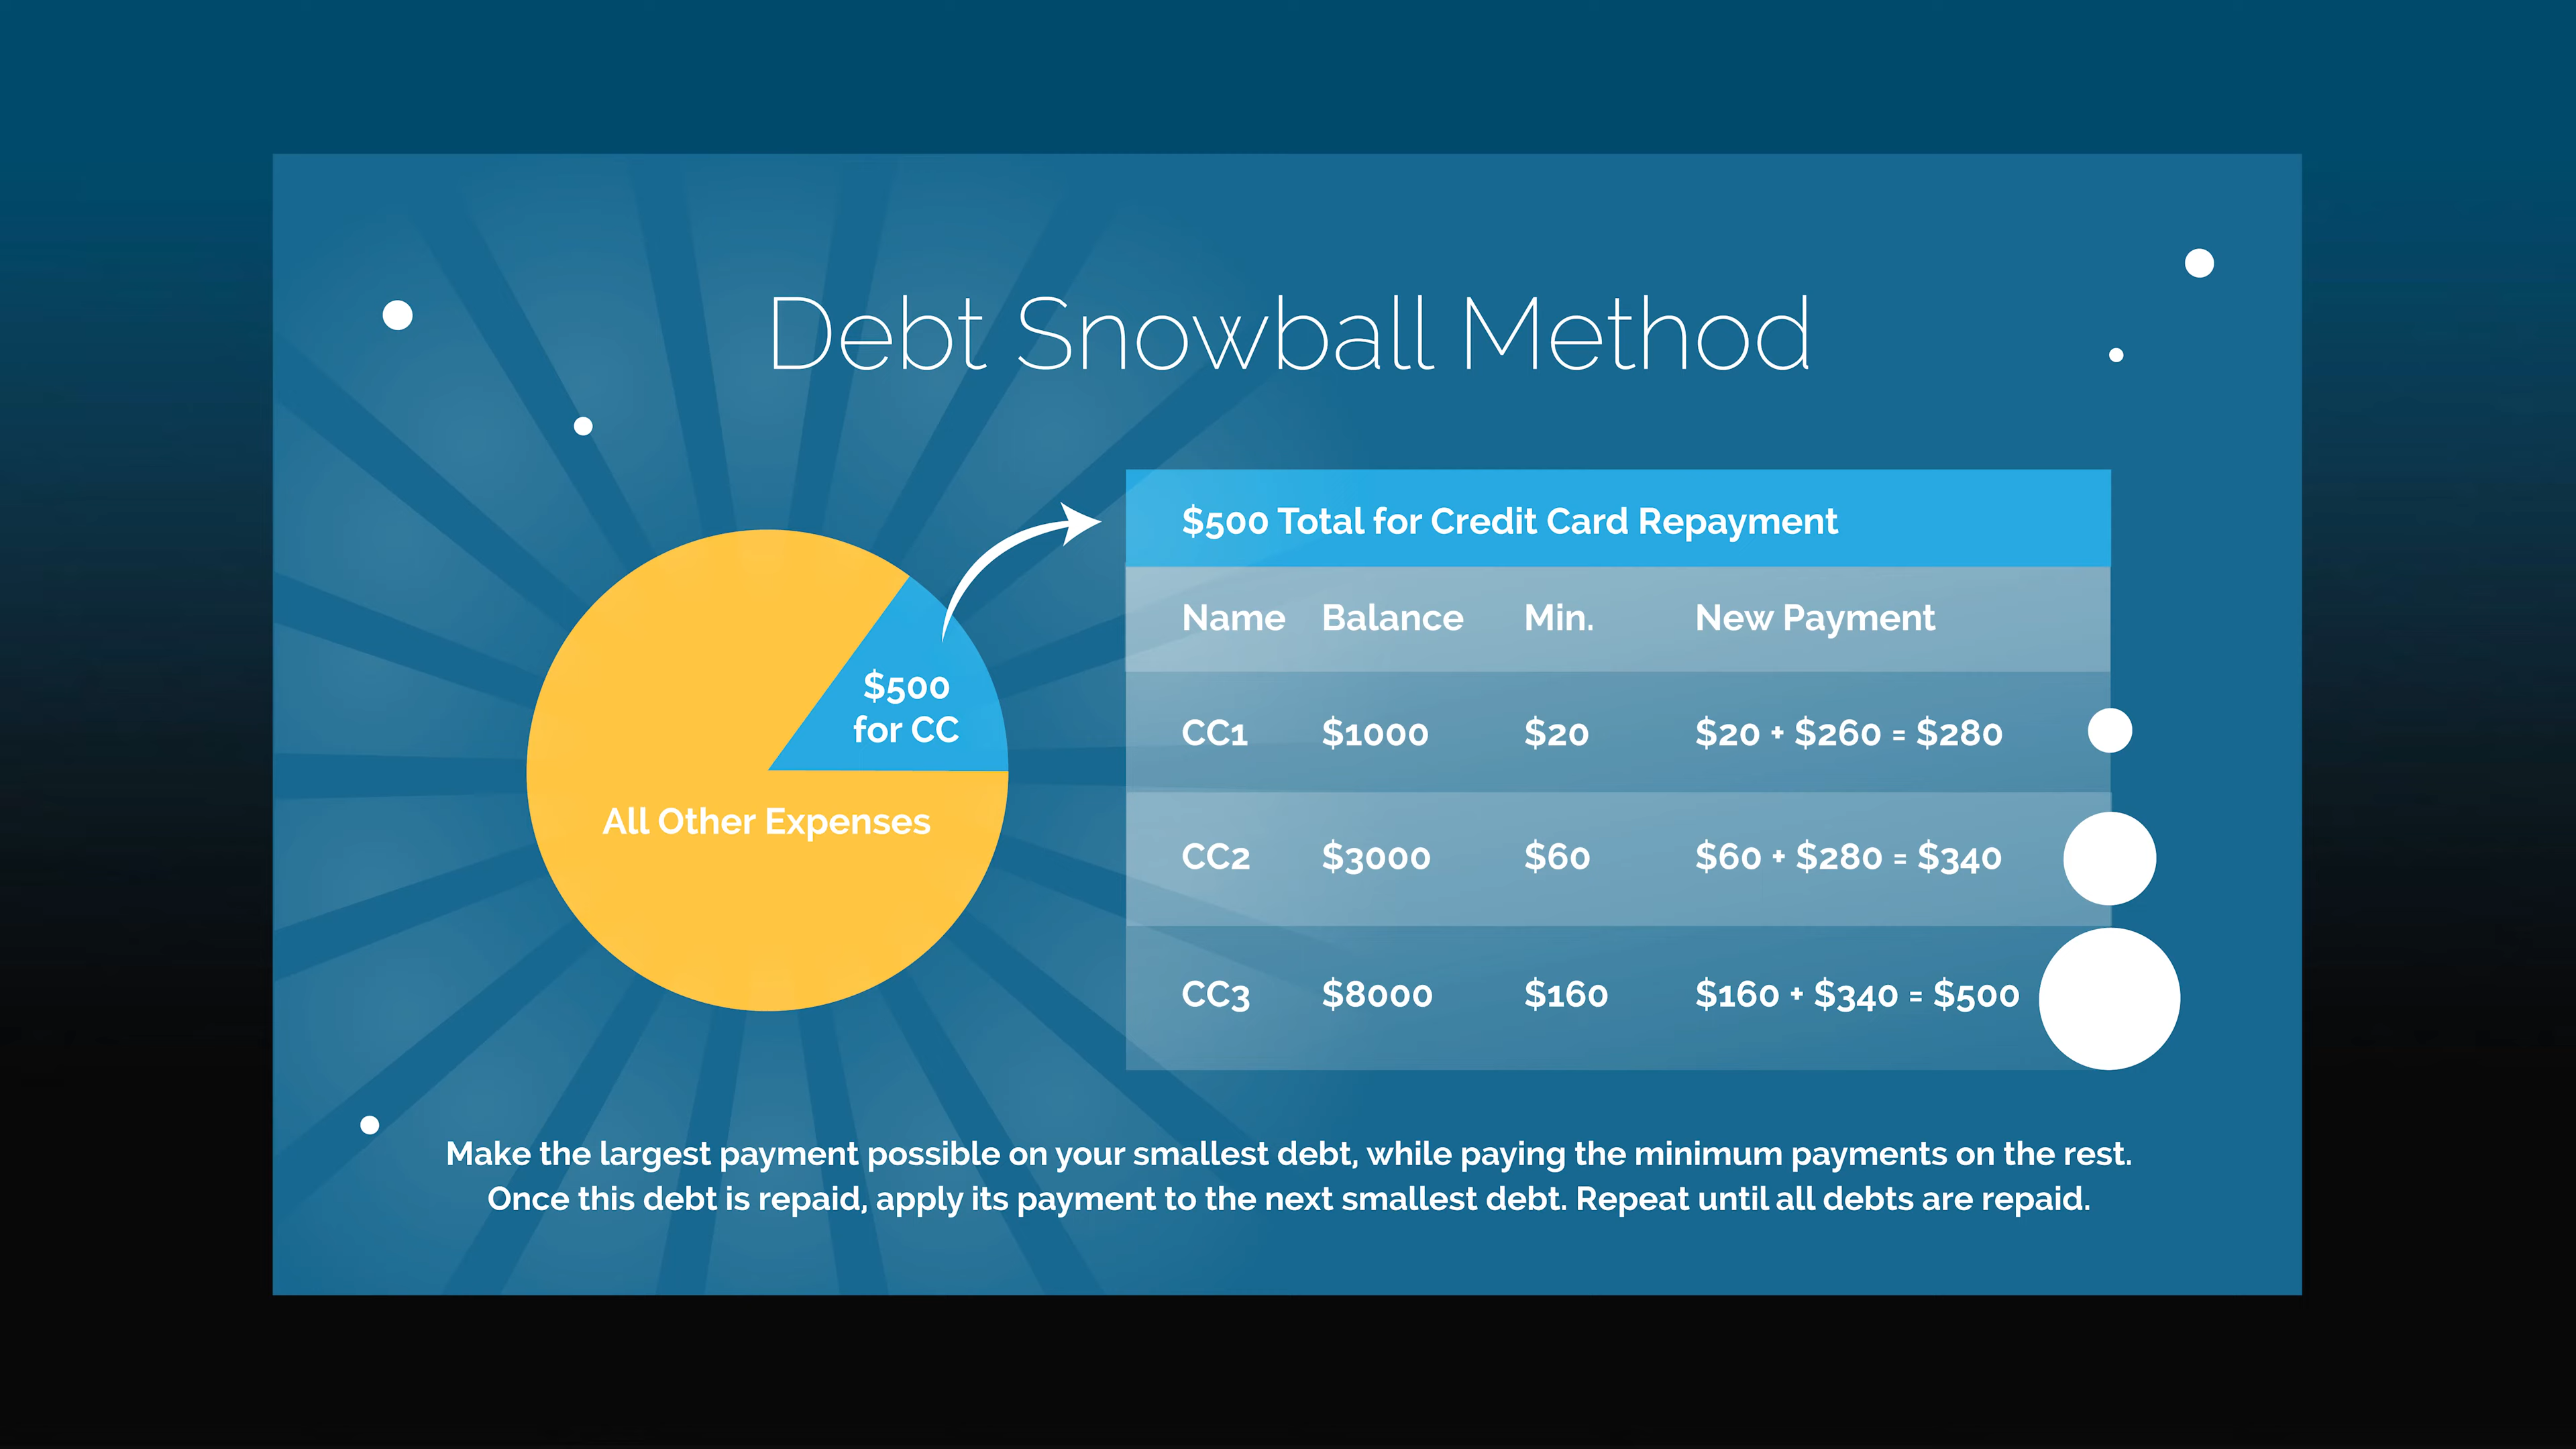 Debt Snowball Method
$500
for CC
All Other Expenses
$500 Total for Credit Card Repayment
Name Balance Min. New Payment
CC1 $1000 $20 $20 + $260 = $280
CC2 $3000 $60 $60 + $280 = $340
CC3 $8000 $160 $160 + $340 = $500
Make the largest payment possible on your smallest debt, while paying the minimum payments on the rest.
Once this debt is repaid, apply its payment to the next smallest debt. Repeat until all debts are repaid.